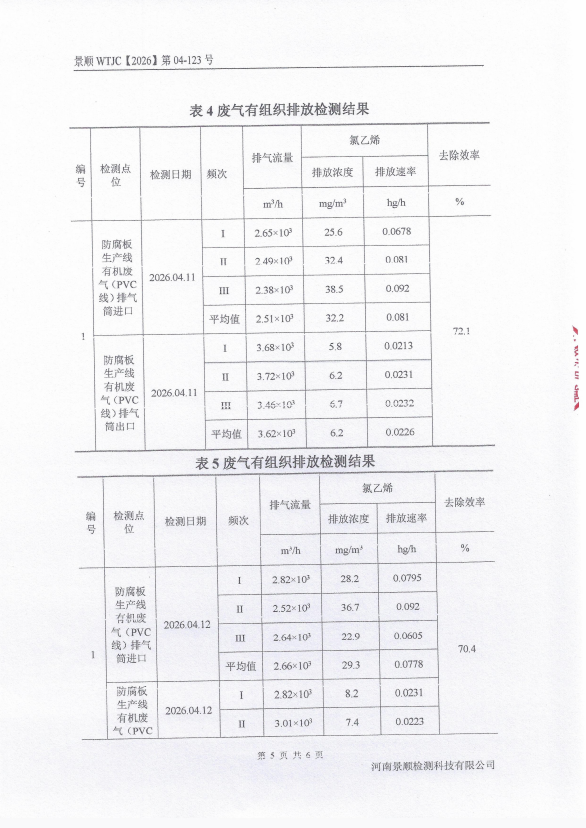 景顺 WTJC【2026】第 04-123 号
表 4 废气有组织排放检测结果
编号 检测点位 检测日期 频次 排气流量 氯乙烯 去除效率
排放浓度 排放速率
m³/h mg/m³ hg/h %
1 防腐板生产线有机废气（PVC线）排气筒进口 2026.04.11 I 2.65×10³ 25.6 0.0678 72.1
II 2.49×10³ 32.4 0.081
III 2.38×10³ 38.5 0.092
平均值 2.51×10³ 32.2 0.081
防腐板生产线有机废气（PVC线）排气筒出口 2026.04.11 I 3.68×10³ 5.8 0.0213
II 3.72×10³ 6.2 0.0231
III 3.46×10³ 6.7 0.0232
平均值 3.62×10³ 6.2 0.0226
表 5 废气有组织排放检测结果
编号 检测点位 检测日期 频次 排气流量 氯乙烯 去除效率
排放浓度 排放速率
m³/h mg/m³ hg/h %
1 防腐板生产线有机废气（PVC线）排气筒进口 2026.04.12 I 2.82×10³ 28.2 0.0795 70.4
II 2.52×10³ 36.7 0.092
III 2.64×10³ 22.9 0.0605
平均值 2.66×10³ 29.3 0.0778
防腐板生产线有机废气（PVC 2026.04.12 I 2.82×10³ 8.2 0.0231
II 3.01×10³ 7.4 0.0223
第 5 页 共 6 页
河南景顺检测科技有限公司